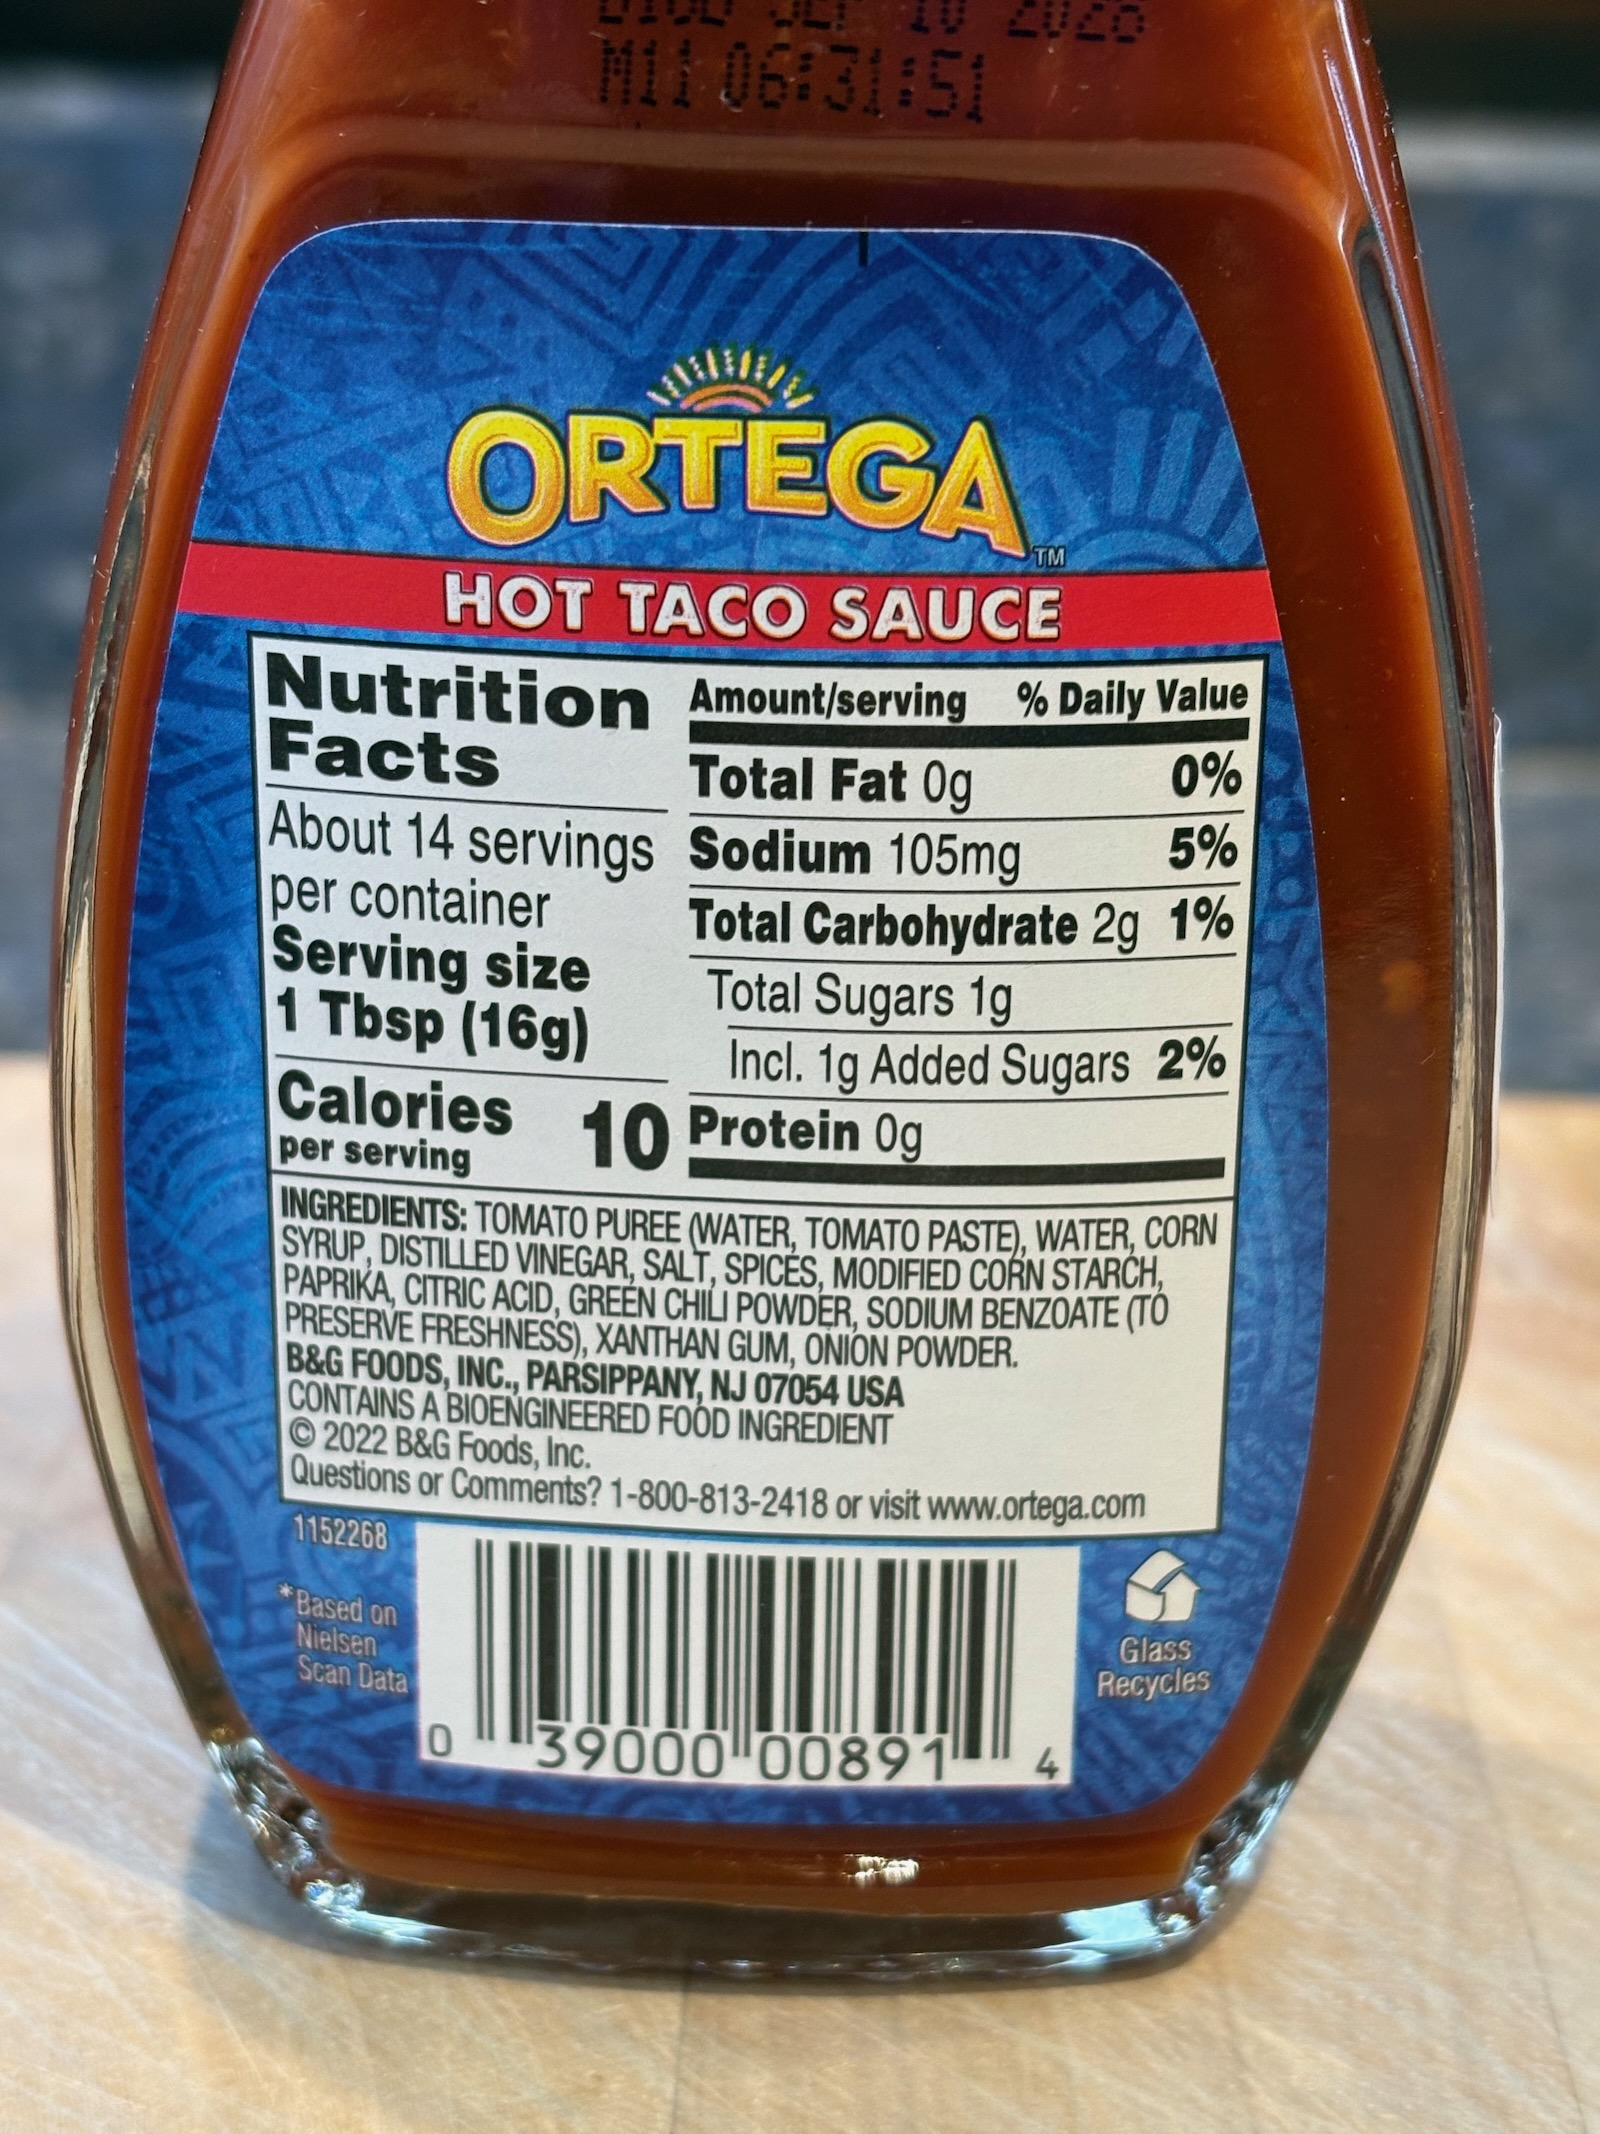 10 2026
M11 06:31:51
ORTEGA
TM
HOT TACO SAUCE
Nutrition
Facts
About 14 servings
per container
Serving size
1 Tbsp (16g)
Calories 10
per serving
Amount/serving % Daily Value
Total Fat 0g 0%
Sodium 105mg 5%
Total Carbohydrate 2g 1%
Total Sugars 1g
Incl. 1g Added Sugars 2%
Protein 0g
INGREDIENTS: TOMATO PUREE (WATER, TOMATO PASTE), WATER, CORN
SYRUP, DISTILLED VINEGAR, SALT, SPICES, MODIFIED CORN STARCH,
PAPRIKA, CITRIC ACID, GREEN CHILI POWDER, SODIUM BENZOATE (TO
PRESERVE FRESHNESS), XANTHAN GUM, ONION POWDER.
B&G FOODS, INC., PARSIPPANY, NJ 07054 USA
CONTAINS A BIOENGINEERED FOOD INGREDIENT
© 2022 B&G Foods, Inc.
Questions or Comments? 1-800-813-2418 or visit www.ortega.com
1152268
*Based on
Nielsen
Scan Data
0 39000 00891 4
Glass
Recycles